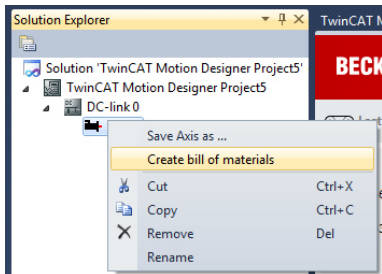 Solution Explorer
TwinCAT M
Solution 'TwinCAT Motion Designer Project5'
TwinCAT Motion Designer Project5
DC-link 0
BECK
Save Axis as ...
Create bill of materials
Cut Ctrl+X
Copy Ctrl+C
Remove Del
Rename